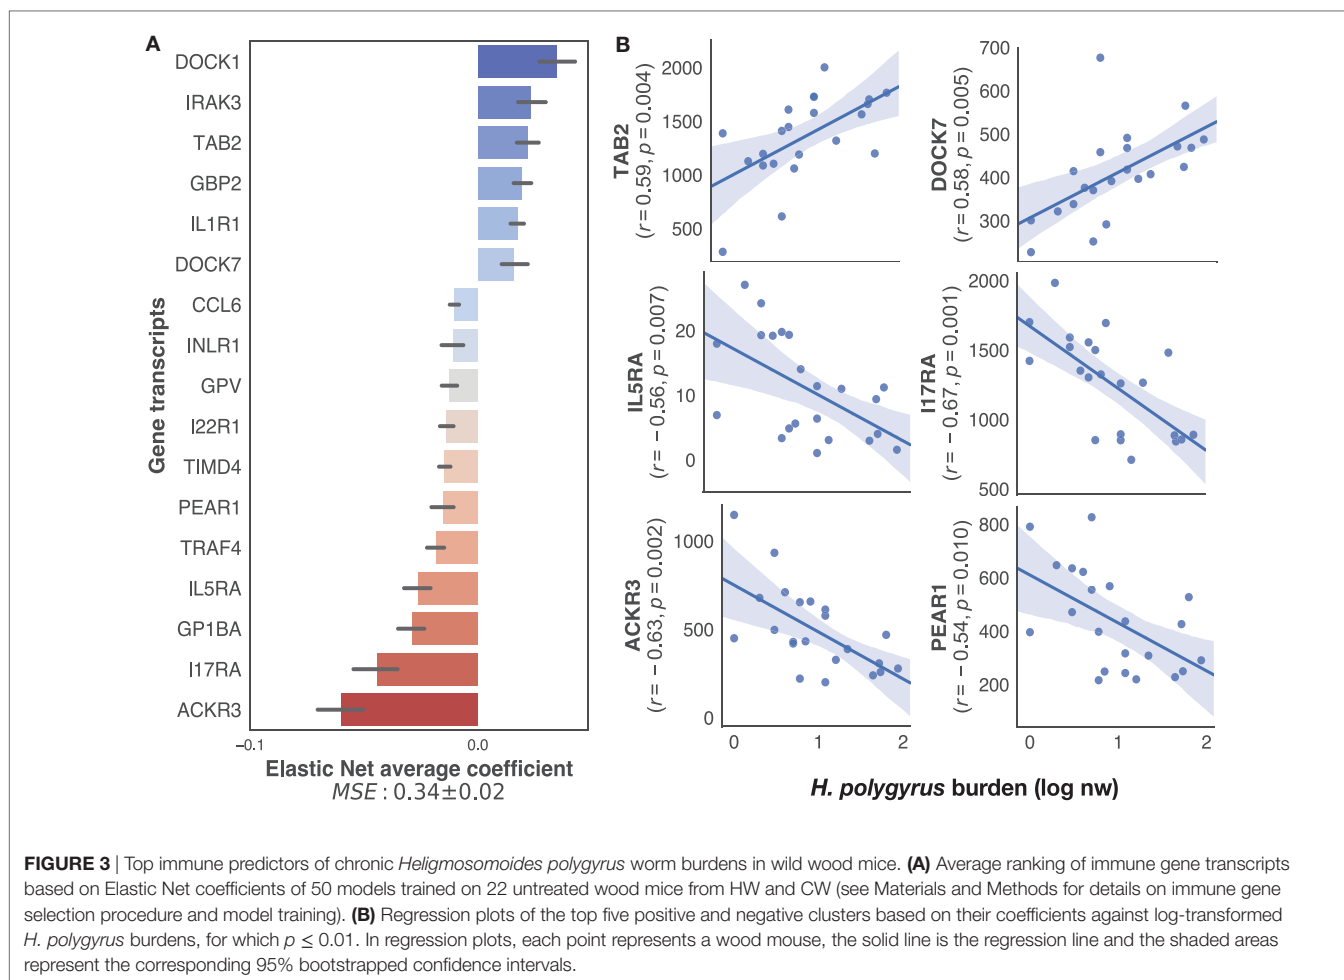 A
DOCK1
IRAK3
TAB2
GBP2
IL1R1
DOCK7
CCL6
INLR1
GPV
I22R1
TIMD4
PEAR1
TRAF4
IL5RA
GP1BA
I17RA
ACKR3
Gene transcripts
−0.1
0.0
Elastic Net average coefficient
MSE : 0.34±0.02
B
TAB2
(r = 0.59, p = 0.004)
2000
1500
1000
500
DOCK7
(r = 0.58, p = 0.005)
700
600
500
400
300
IL5RA
(r = − 0.56, p = 0.007)
20
10
0
I17RA
(r = − 0.67, p = 0.001)
2000
1500
1000
500
ACKR3
(r = − 0.63, p = 0.002)
1000
500
0
0 1 2
PEAR1
(r = − 0.54, p = 0.010)
800
600
400
200
0 1 2
H. polygyrus burden (log nw)
FIGURE 3 | Top immune predictors of chronic Heligmosomoides polygyrus worm burdens in wild wood mice. (A) Average ranking of immune gene transcripts
based on Elastic Net coefficients of 50 models trained on 22 untreated wood mice from HW and CW (see Materials and Methods for details on immune gene
selection procedure and model training). (B) Regression plots of the top five positive and negative clusters based on their coefficients against log-transformed
H. polygyrus burdens, for which p ≤ 0.01. In regression plots, each point represents a wood mouse, the solid line is the regression line and the shaded areas
represent the corresponding 95% bootstrapped confidence intervals.